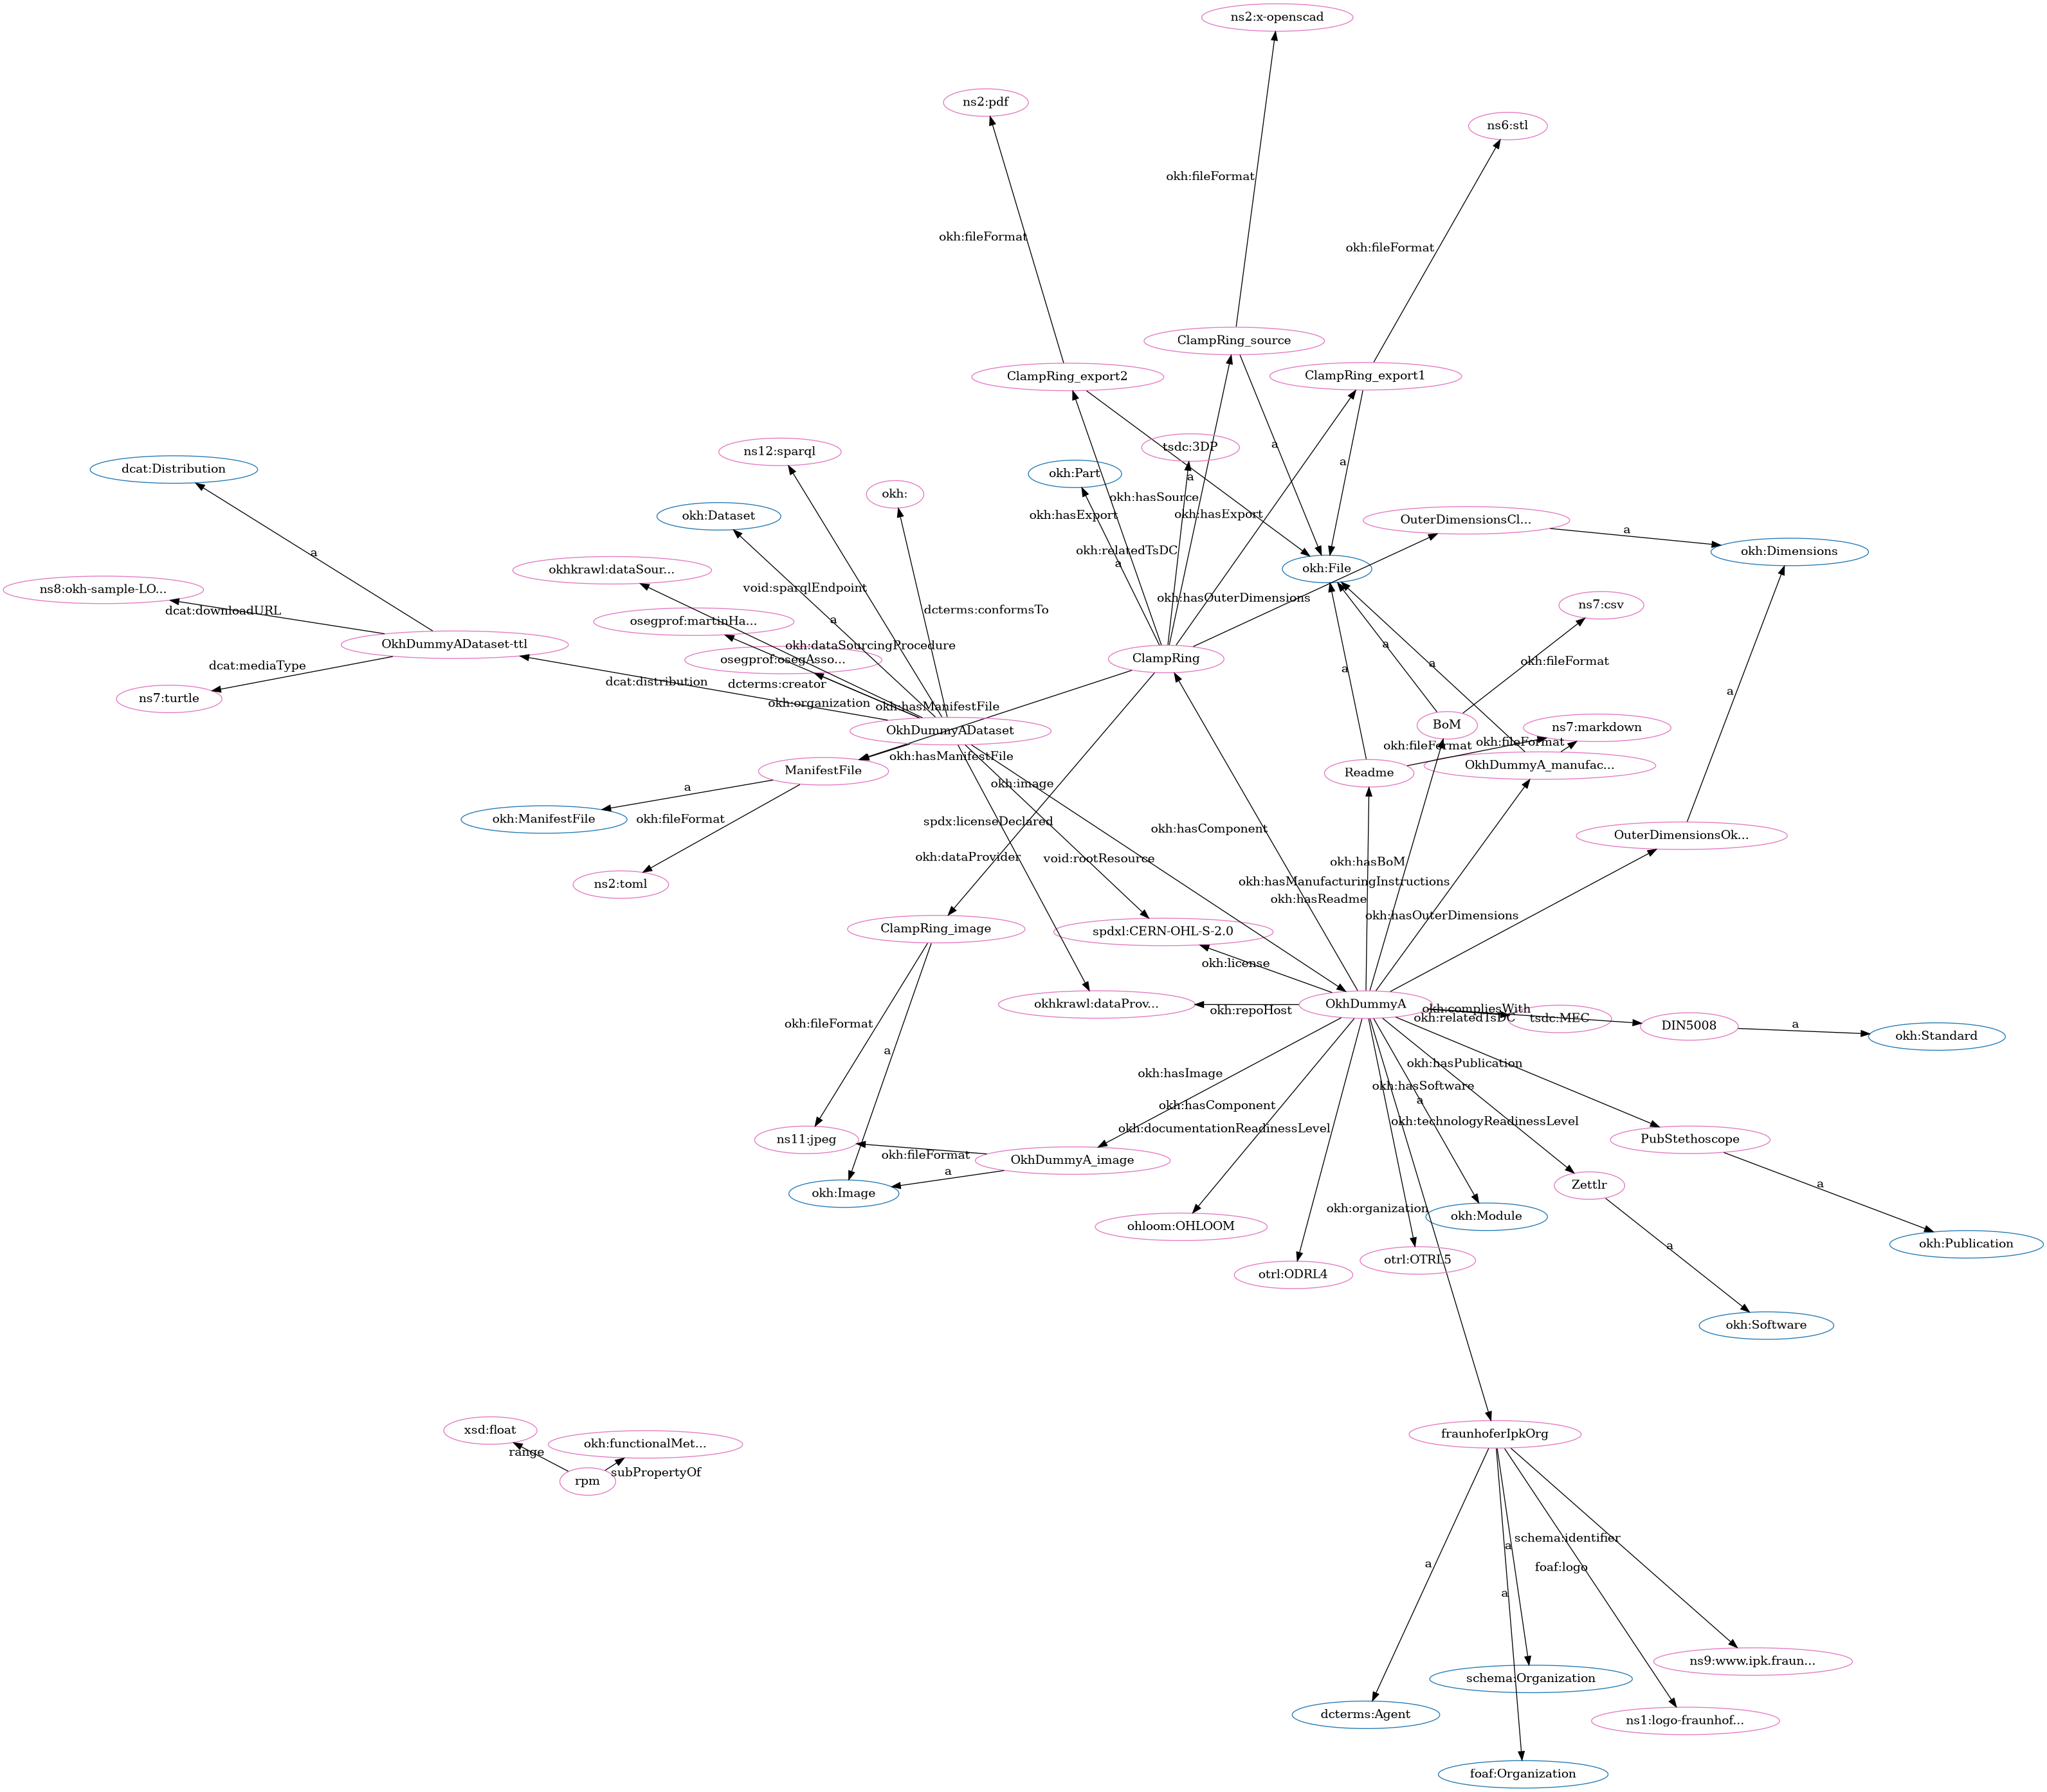 ns2:x-openscad
ns2:pdf
ns6:stl
okh:fileFormat
okh:fileFormat
okh:fileFormat
ClampRing_source
ClampRing_export2
ClampRing_export1
tsdc:3DP
a
ns12:sparql
a
dcat:Distribution
okh:Part
a
okh:
okh:hasSource
okh:Dataset
okh:hasExport
okh:hasExport
OuterDimensionsCl...
a
okh:relatedTsDC
okh:Dimensions
a
a
okhkrawl:dataSour...
a
okh:File
void:sparqlEndpoint
ns8:okh-sample-LO...
okh:hasOuterDimensions
ns7:csv
dcat:downloadURL
dcterms:conformsTo
osegprof:martinHa...
a
OkhDummyADataset-ttl
okh:dataSourcingProcedure
a
dcat:mediaType
osegprof:osegAsso...
ClampRing
okh:fileFormat
a
a
dcat:distribution
dcterms:creator
a
ns7:turtle
okh:organization
okh:hasManifestFile
BoM
ns7:markdown
OkhDummyADataset
okh:fileFormat
okh:fileFormat
okh:hasManifestFile
OkhDummyA_manufac...
ManifestFile
Readme
okh:image
a
okh:ManifestFile
okh:fileFormat
spdx:licenseDeclared
okh:hasComponent
OuterDimensionsOk...
okh:dataProvider
void:rootResource
okh:hasBoM
ns2:toml
okh:hasManufacturingInstructions
okh:hasReadme
okh:hasOuterDimensions
ClampRing_image
spdxl:CERN-OHL-S-2.0
okh:license
okhkrawl:dataProv...
OkhDummyA
okh:repoHost
okh:compliesWith
okh:relatedTsDC
tsdc:MEC
DIN5008
a
okh:Standard
okh:fileFormat
a
okh:hasImage
okh:hasPublication
okh:hasSoftware
a
okh:hasComponent
okh:documentationReadinessLevel
okh:technologyReadinessLevel
ns11:jpeg
PubStethoscope
okh:fileFormat
OkhDummyA_image
a
okh:Image
Zettlr
a
okh:organization
okh:Module
ohloom:OHLOOM
okh:Publication
a
otrl:OTRL5
otrl:ODRL4
okh:Software
xsd:float
okh:functionalMet...
range
subPropertyOf
rpm
fraunhoferIpkOrg
schema:identifier
a
a
foaf:logo
a
ns9:www.ipk.fraun...
schema:Organization
dcterms:Agent
ns1:logo-fraunhof...
foaf:Organization